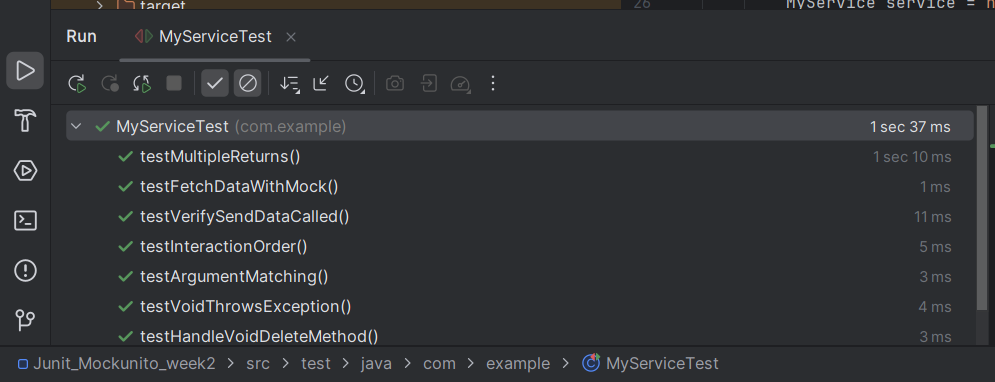 target
26 MyService service = n
Run MyServiceTest
MyServiceTest (com.example) 1 sec 37 ms
testMultipleReturns() 1 sec 10 ms
testFetchDataWithMock() 1 ms
testVerifySendDataCalled() 11 ms
testInteractionOrder() 5 ms
testArgumentMatching() 3 ms
testVoidThrowsException() 4 ms
testHandleVoidDeleteMethod() 3 ms
Junit_Mockunito_week2 > src > test > java > com > example > MyServiceTest